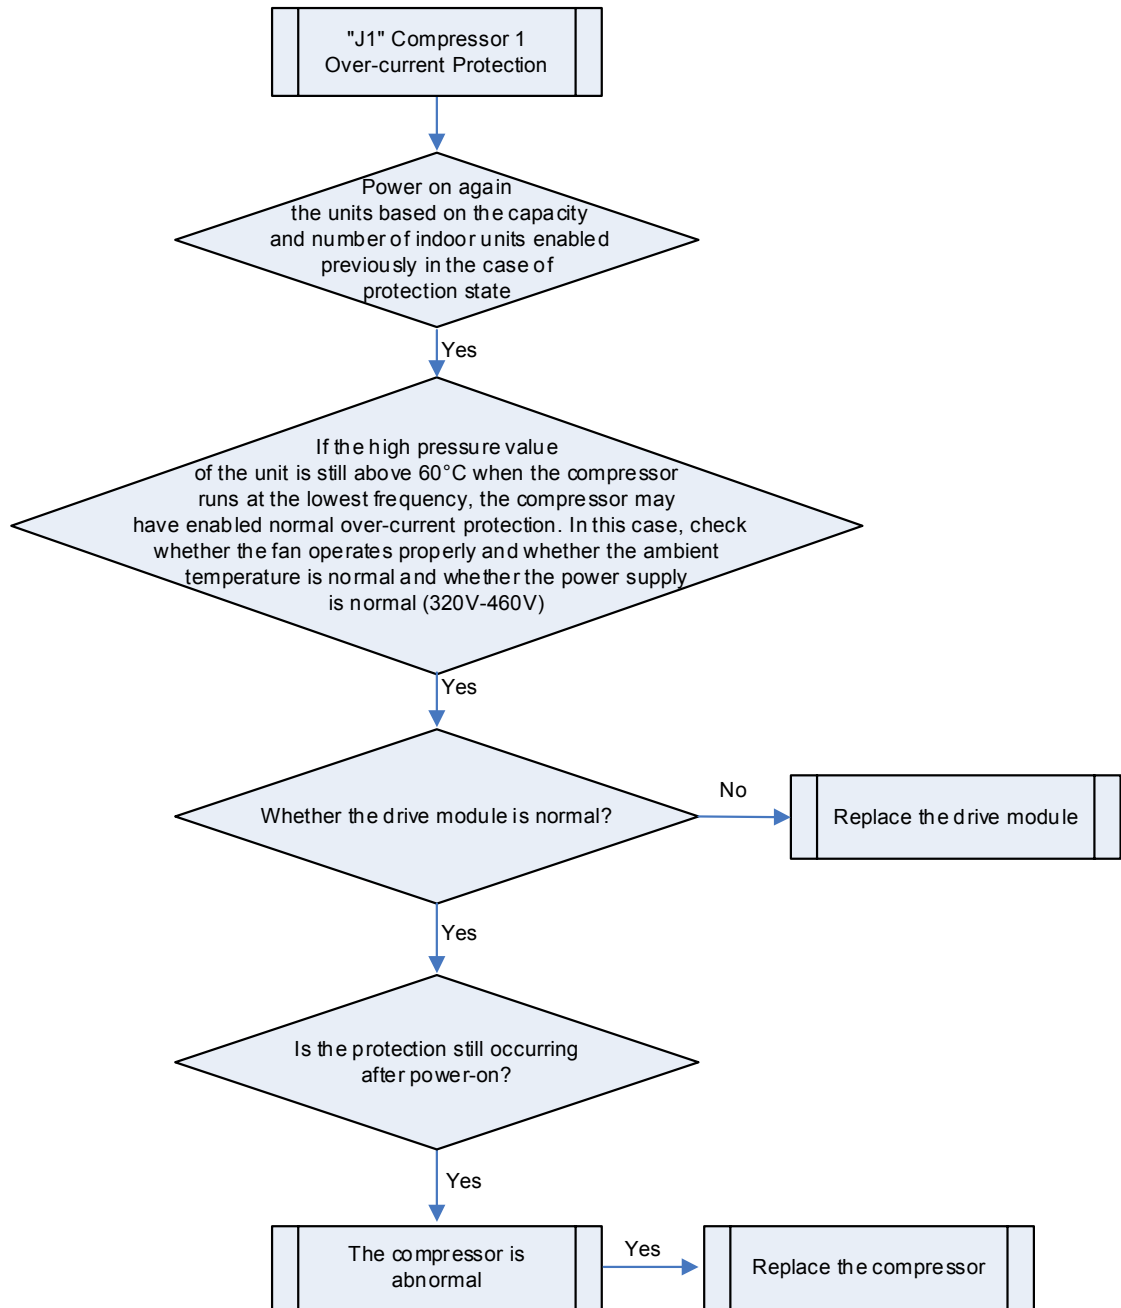 "J1" Compressor 1
Over-current Protection
Power on again
the units based on the capacity
and number of indoor units enabled
previously in the case of
protection state
Yes
If the high pressure value
of the unit is still above 60°C when the compressor
runs at the lowest frequency, the compressor may
have enabled normal over-current protection. In this case, check
whether the fan operates properly and whether the ambient
temperature is normal and whether the power supply
is normal (320V-460V)
Yes
Whether the drive module is normal?
No
Replace the drive module
Yes
Is the protection still occurring
after power-on?
Yes
The compressor is
abnormal
Yes
Replace the compressor